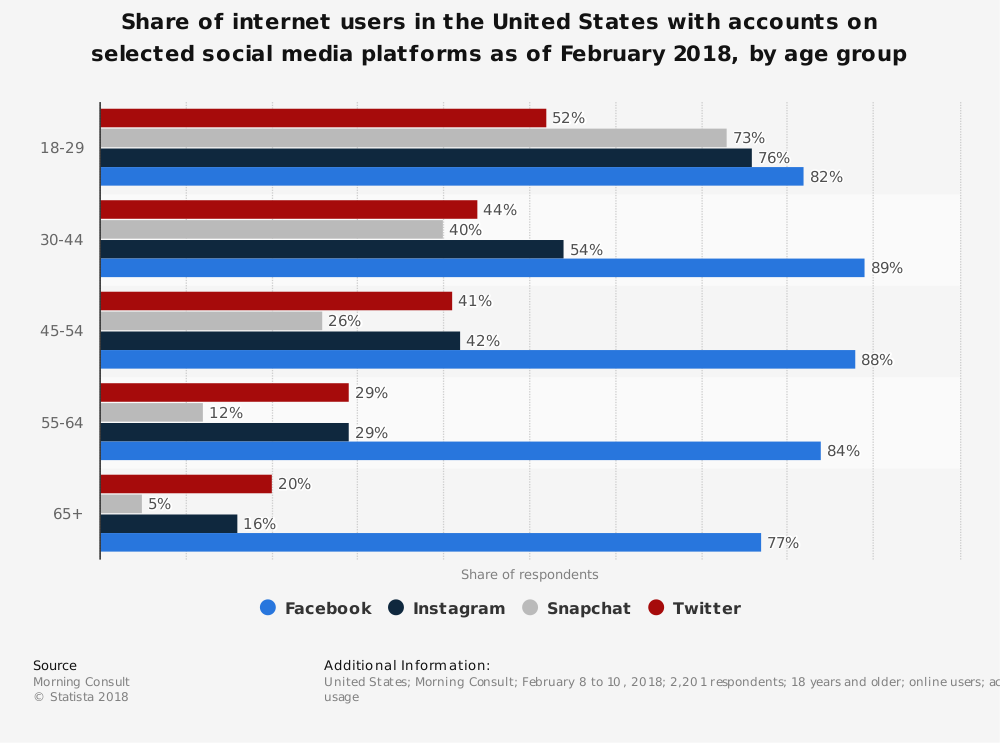 Share of internet users in the United States with accounts on
selected social media platforms as of February 2018, by age group
52%
73%
18-29
76%
82%
44%
40%
30-44
54%
89%
41%
26%
45-54
42%
88%
29%
12%
55-64
29%
84%
20%
5%
65+
16%
77%
Share of respondents
Facebook Instagram Snapchat Twitter
Source
Morning Consult
© Statista 2018
Additional Information:
United States; Morning Consult; February 8 to 10, 2018; 2,201 respondents; 18 years and older; online users;
usage